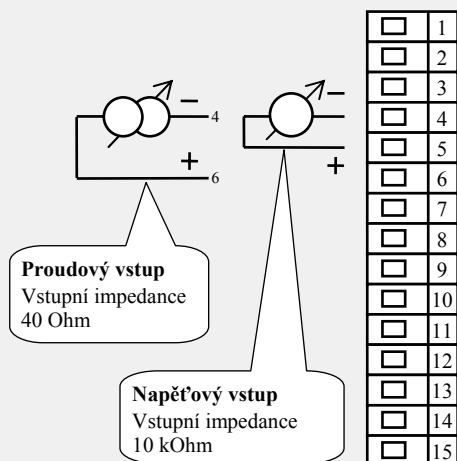 1
2
3
− −
4 4
5
+ +
6 6
7
8
Proudový vstup
Vstupní impedance
40 Ohm
9
10
11
12
Napěťový vstup
Vstupní impedance
10 kOhm
13
14
15